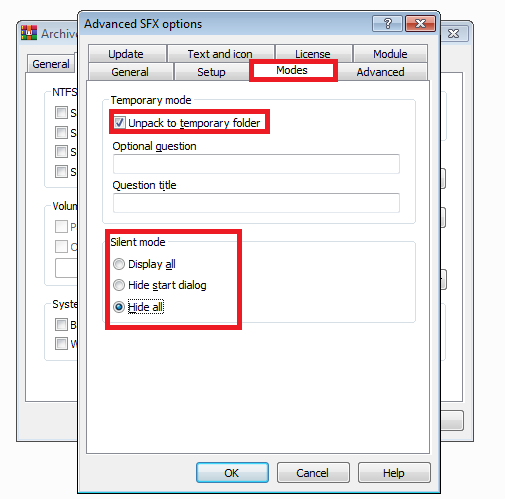 Archive
Advanced SFX options
?
General
Update
Text and icon
License
Module
General
Setup
Modes
Advanced
NTFS
Temporary mode
S
Unpack to temporary folder
S
Optional question
S
S
Question title
Volum
P
Silent mode
O
Display all
Hide start dialog
Syste
Hide all
B
W
OK
Cancel
Help